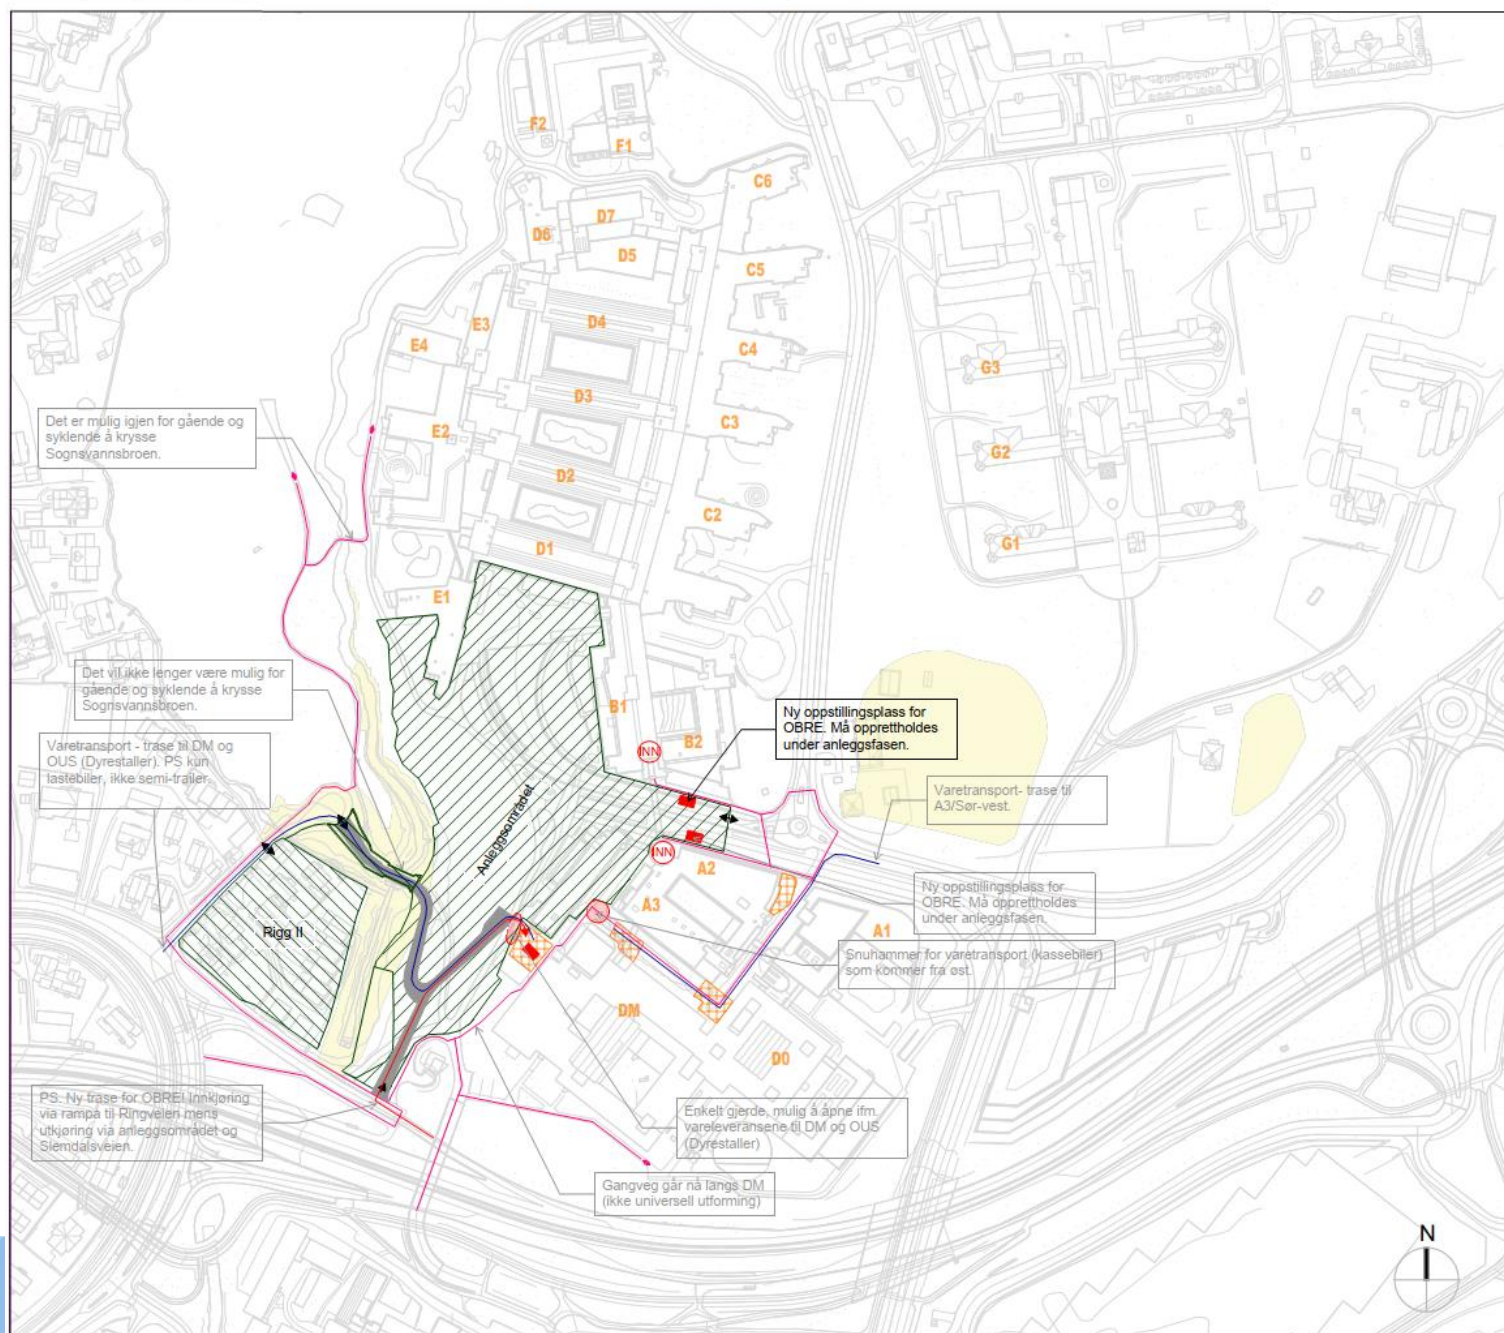 F2
F1
C6
D7
D6
D5
C5
E3
D4
E4
C4
G3
D3
Det er mulig igjen for gående og
syklende å krysse
Sognsvannsbroen.
C3
E2
G2
D2
C2
D1
G1
E1
Det vil ikke lenger være mulig for
gående og syklende å krysse
Sognsvannsbroen.
B1
Ny oppstillingsplass for
OBRE. Må opprettholdes
under anleggsfasen.
B2
INN
Varetransport - trase til DM og
OUS (Dyrestaller). PS kun
lastebiler, ikke semi-trailer.
Varetransport- trase til
A3/Sør-vest.
Anleggsområdet
INN
A2
Ny oppstillingsplass for
OBRE. Må opprettholdes
under anleggsfasen.
A3
Rigg II
A1
Snuhammer for varetransport (kassebiler)
som kommer fra øst.
DM
D0
PS. Ny trase for OBRE! Innkjøring
via rampa til Ringveien mens
utkjøring via anleggsområdet og
Slemdalsveien.
Enkelt gjerde, mulig å åpne ifm.
vareleveransene til DM og OUS
(Dyrestaller)
Gangveg går nå langs DM
(ikke universell utforming)
N